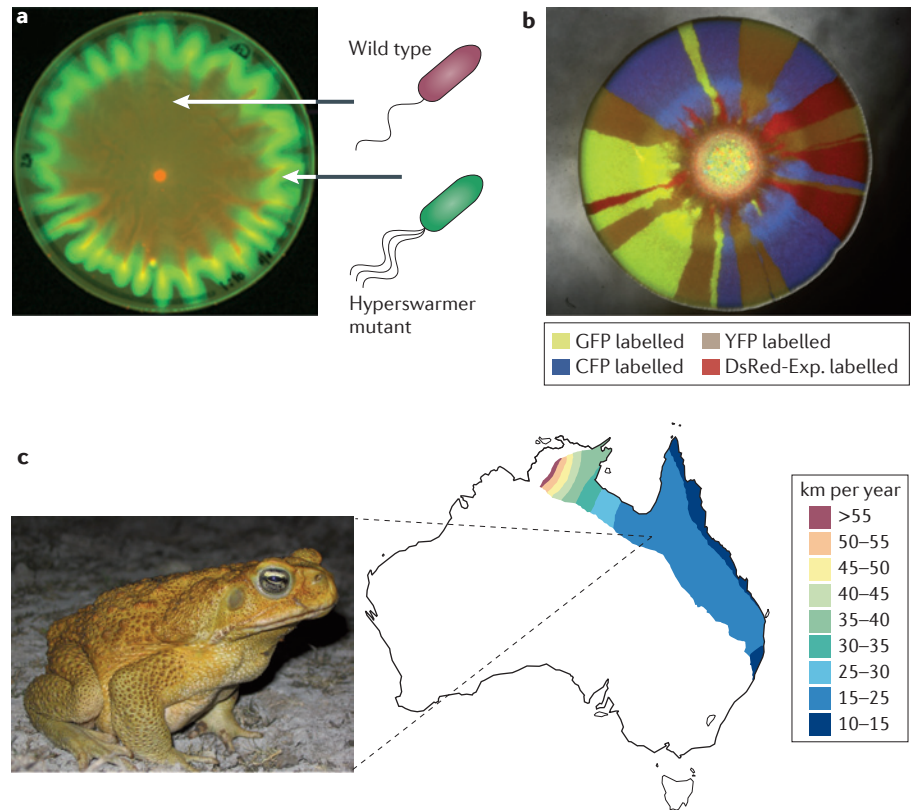 a
Wild type
Hyperswarmer
mutant
b
GFP labelled
YFP labelled
CFP labelled
DsRed-Exp. labelled
c
km per year
>55
50–55
45–50
40–45
35–40
30–35
25–30
15–25
10–15